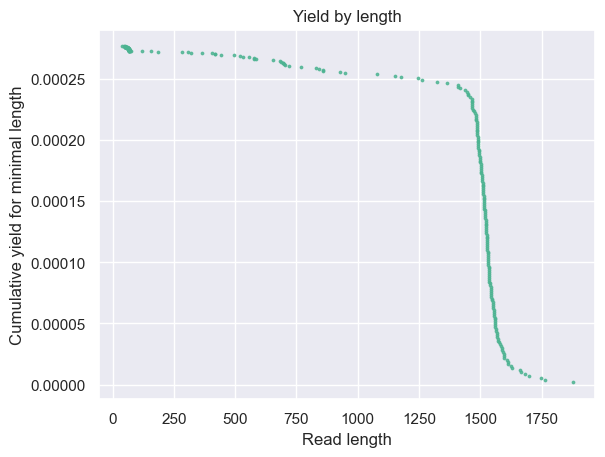 Yield by length
Cumulative yield for minimal length
0.00025
0.00020
0.00015
0.00010
0.00005
0.00000
0 250 500 750 1000 1250 1500 1750
Read length